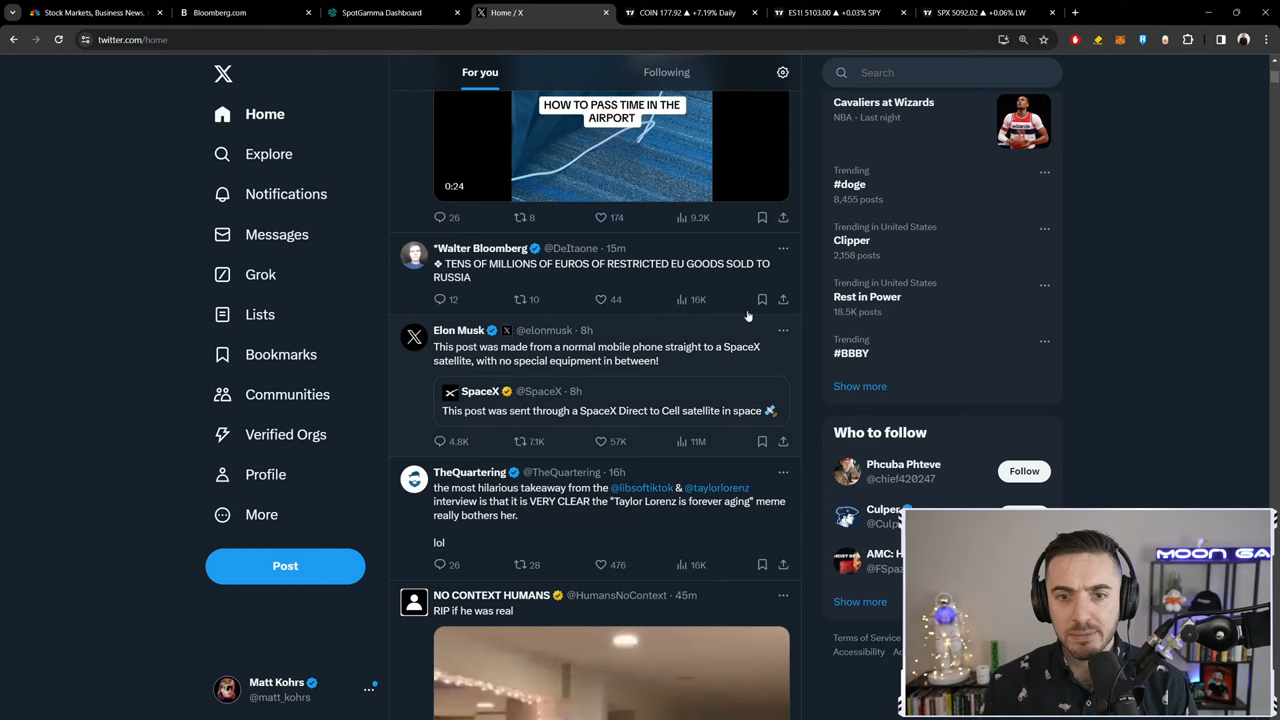 Stock Markets, Business News,
Bloomberg.com
SpotGamma Dashboard
Home / X
COIN 177.92 ▲ +7.19% Daily
ES1! 5103.00 ▲ +0.03% SPY
SPX 5092.02 ▲ +0.06% LW
twitter.com/home
Home
Explore
Notifications
Messages
Grok
Lists
Bookmarks
Communities
Verified Orgs
Profile
More
Post
Matt Kohrs
@matt_kohrs
For you
Following
HOW TO PASS TIME IN THE
AIRPORT
0:24
26 8 174 9.2K
*Walter Bloomberg @DeItaone · 15m
❖ TENS OF MILLIONS OF EUROS OF RESTRICTED EU GOODS SOLD TO
RUSSIA
12 10 44 16K
Elon Musk @elonmusk · 8h
This post was made from a normal mobile phone straight to a SpaceX
satellite, with no special equipment in between!
SpaceX @SpaceX · 8h
This post was sent through a SpaceX Direct to Cell satellite in space 🛰️
4.8K 7.1K 57K 11M
TheQuartering @TheQuartering · 16h
the most hilarious takeaway from the @libsoftiktok & @taylorlorenz
interview is that it is VERY CLEAR the "Taylor Lorenz is forever aging" meme
really bothers her.
lol
26 28 476 16K
NO CONTEXT HUMANS @HumansNoContext · 45m
RIP if he was real
Search
Cavaliers at Wizards
NBA · Last night
Trending
#doge
8,455 posts
Trending in United States
Clipper
2,158 posts
Trending in United States
Rest in Power
18.5K posts
Trending
#BBBY
Show more
Who to follow
Phcuba Phteve
@chief420247
Follow
Culper
@Culp
AMC: H
@FSpaz
Show more
Terms of Service
Accessibility
MOON GA